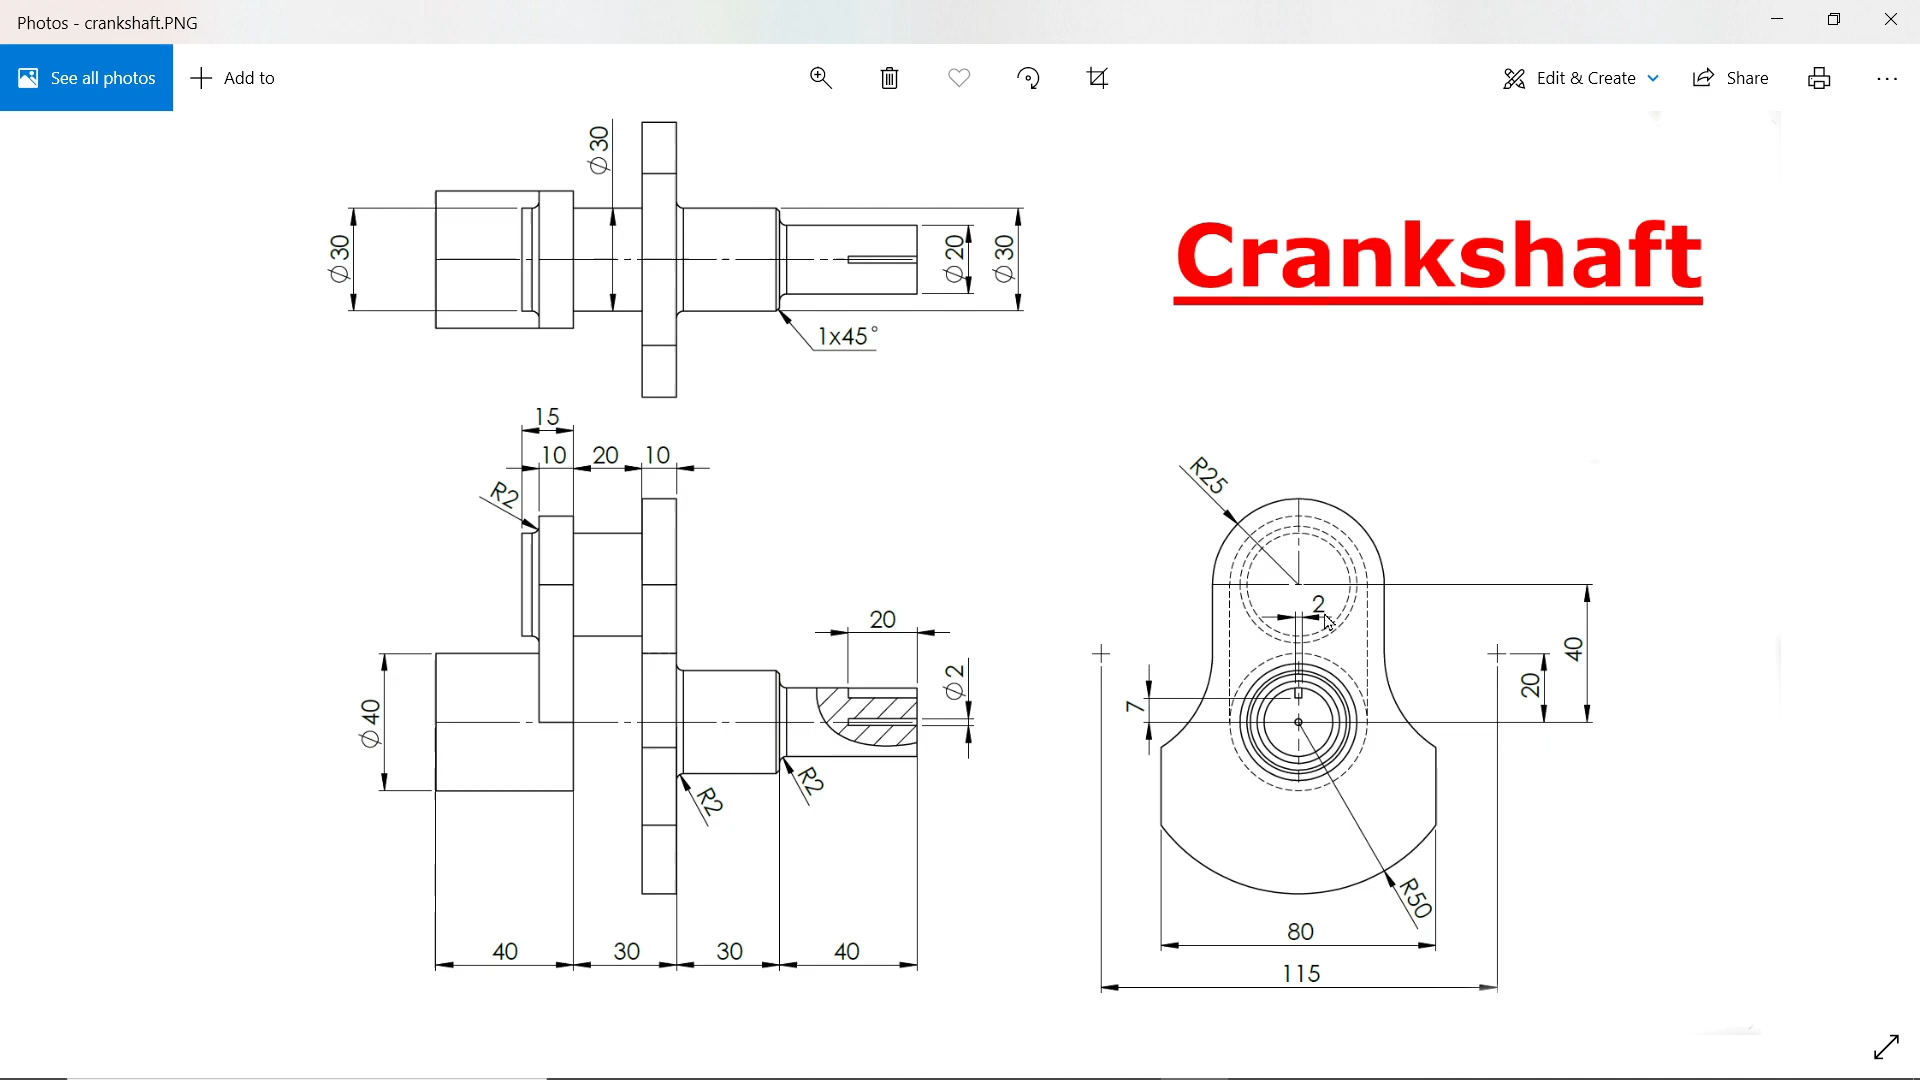 Photos - crankshaft.PNG
See all photos
Add to
Edit & Create
Share
Crankshaft
∅30
∅30
∅20
∅30
1x45°
15
10
20
10
R2
20
∅2
∅40
R2
R2
40
30
30
40
R25
2
40
20
7
R50
80
115